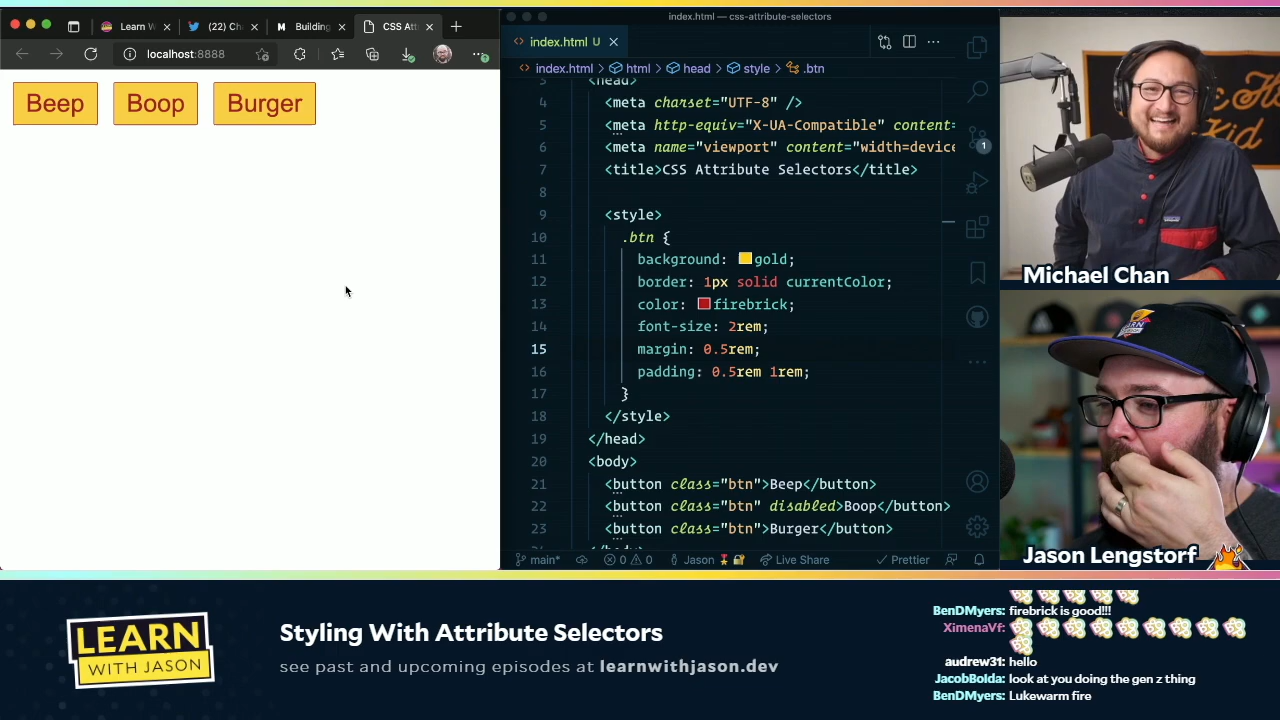 Learn W
(22) Ch
Building
CSS At
localhost:8888
Beep
Boop
Burger
index.html — css-attribute-selectors
index.html U
index.html > html > head > style > .btn
3 <head>
4 <meta charset="UTF-8" />
5 <meta http-equiv="X-UA-Compatible" content=
6 <meta name="viewport" content="width=device
7 <title>CSS Attribute Selectors</title>
8
9 <style>
10 .btn {
11 background: gold;
12 border: 1px solid currentColor;
13 color: firebrick;
14 font-size: 2rem;
15 margin: 0.5rem;
16 padding: 0.5rem 1rem;
17 }
18 </style>
19 </head>
20 <body>
21 <button class="btn">Beep</button>
22 <button class="btn" disabled>Boop</button>
23 <button class="btn">Burger</button>
main* 0 0 Jason Live Share Prettier
1
Michael Chan
Jason Lengstorf
LEARN
WITH JASON
Styling With Attribute Selectors
see past and upcoming episodes at learnwithjason.dev
BenDMyers: firebrick is good!!!
XimenaVf:
audrew31: hello
JacobBolda: look at you doing the gen z thing
BenDMyers: Lukewarm fire